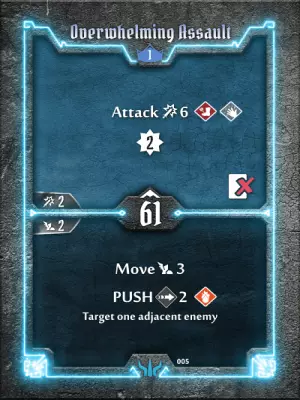 Overwhelming Assault
1
Attack 6
2
2
61
2
Move 3
PUSH 2
Target one adjacent enemy
005